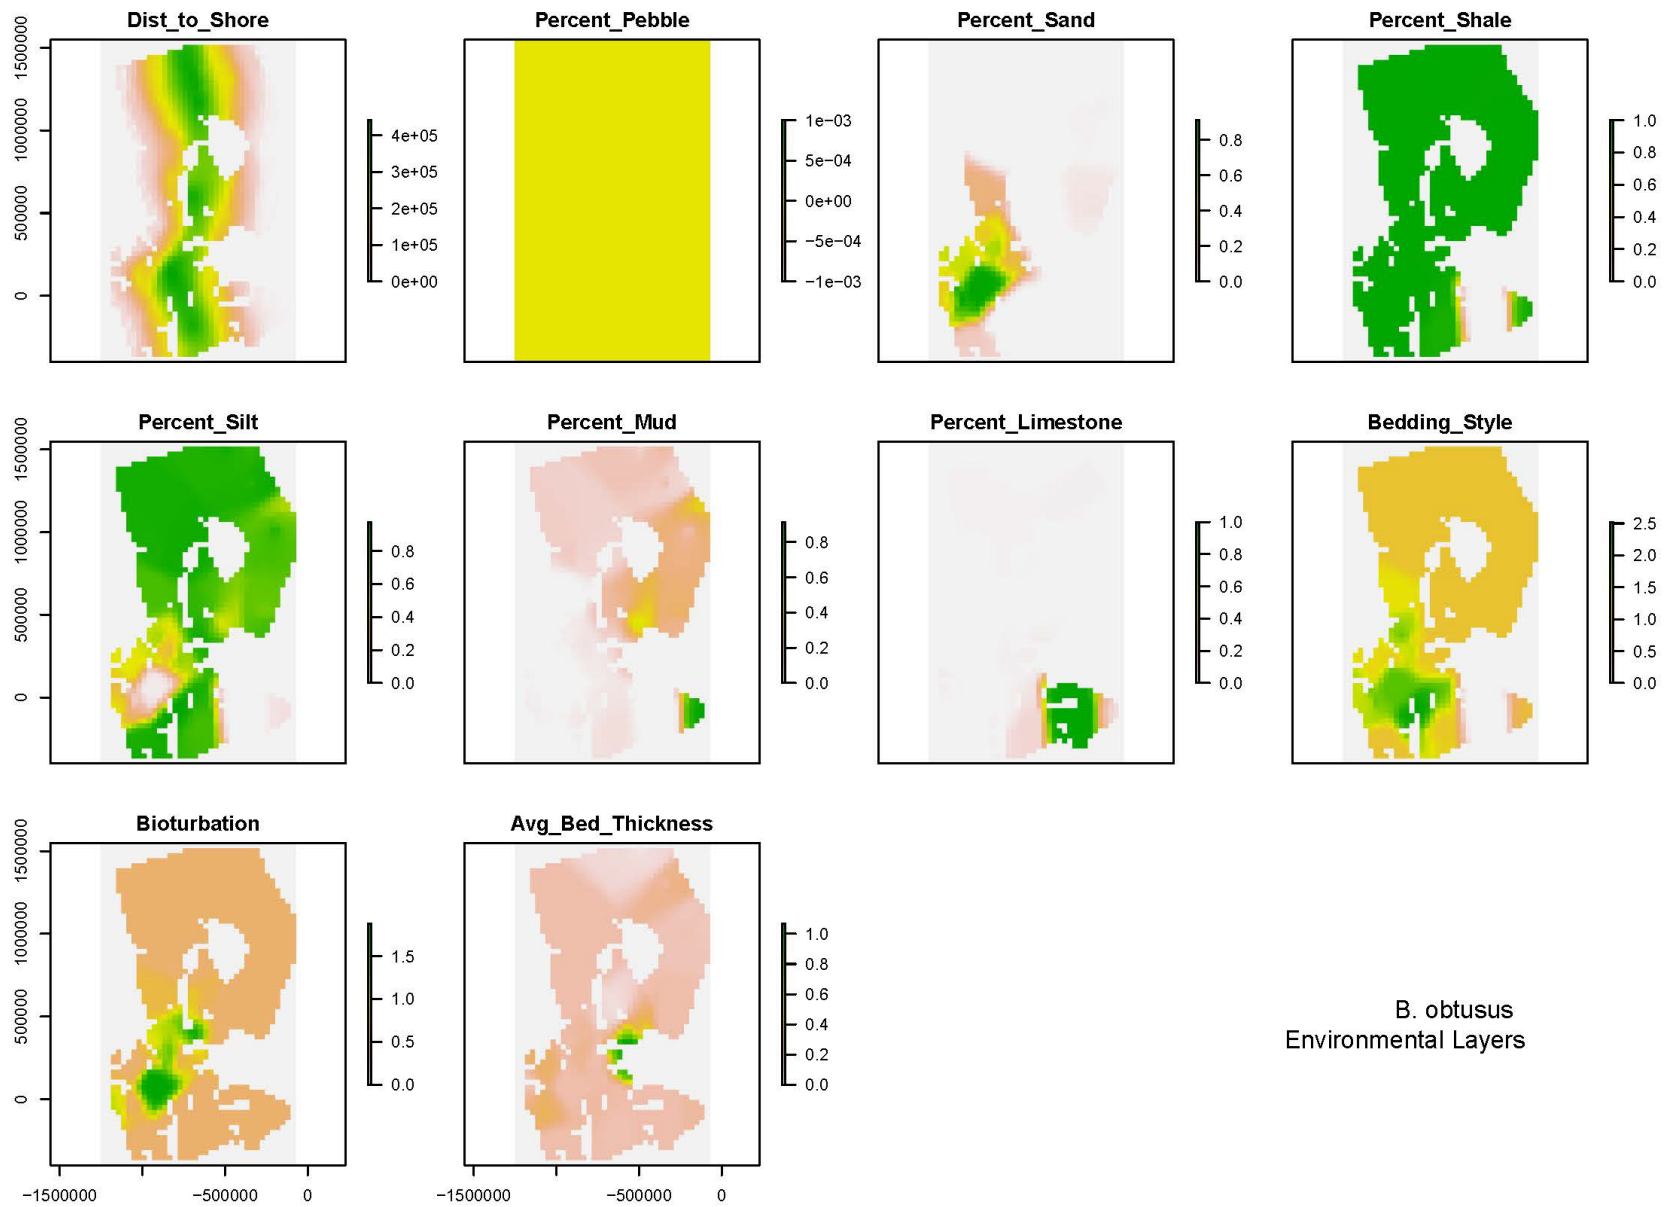 Dist_to_Shore
Percent_Pebble
Percent_Sand
Percent_Shale
1500000
1000000
500000
0
4e+05
3e+05
2e+05
1e+05
0e+00
1e−03
5e−04
0e+00
−5e−04
−1e−03
0.8
0.6
0.4
0.2
0.0
1.0
0.8
0.6
0.4
0.2
0.0
Percent_Silt
Percent_Mud
Percent_Limestone
Bedding_Style
1500000
1000000
500000
0
0.8
0.6
0.4
0.2
0.0
0.8
0.6
0.4
0.2
0.0
1.0
0.8
0.6
0.4
0.2
0.0
2.5
2.0
1.5
1.0
0.5
0.0
Bioturbation
Avg_Bed_Thickness
1500000
1000000
500000
0
1.5
1.0
0.5
0.0
1.0
0.8
0.6
0.4
0.2
0.0
B. obtusus
Environmental Layers
−1500000 −500000 0
−1500000 −500000 0